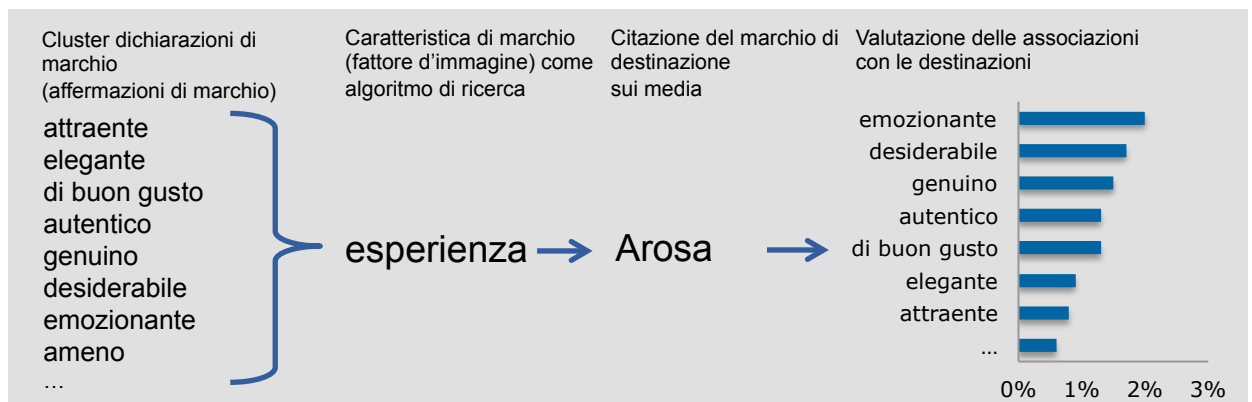 Cluster dichiarazioni di
marchio
(affermazioni di marchio)
attraente
elegante
di buon gusto
autentico
genuino
desiderabile
emozionante
ameno
…
Caratteristica di marchio
(fattore d’immagine) come
algoritmo di ricerca
esperienza
Citazione del marchio di
destinazione
sui media
Arosa
Valutazione delle associazioni
con le destinazioni
emozionante
desiderabile
genuino
autentico
di buon gusto
elegante
attraente
…
0% 1% 2% 3%